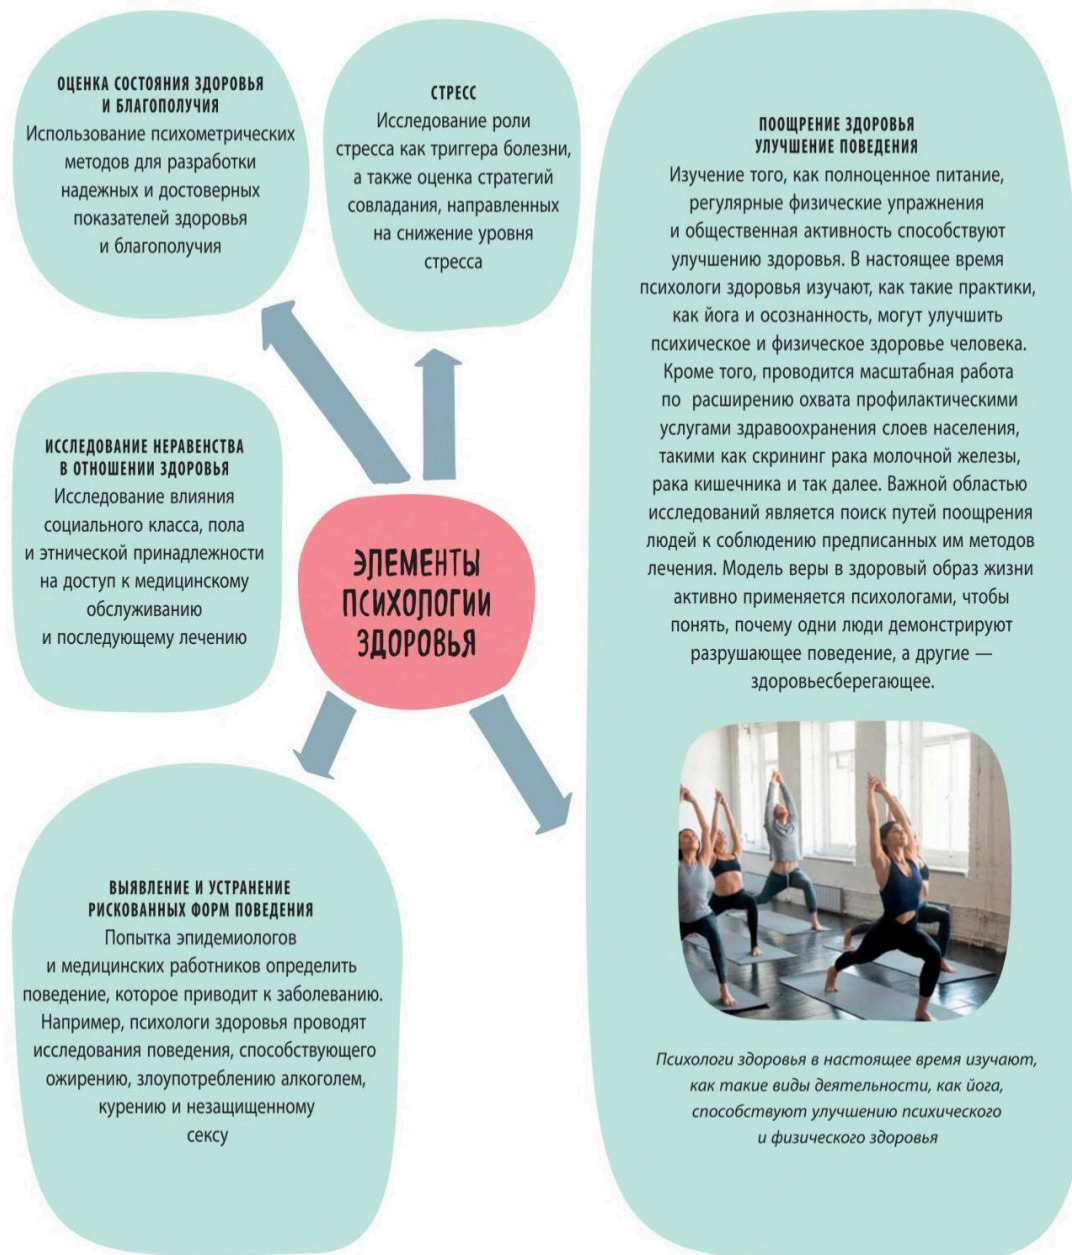 ОЦЕНКА СОСТОЯНИЯ ЗДОРОВЬЯ
И БЛАГОПОЛУЧИЯ
Использование психометрических
методов для разработки
надежных и достоверных
показателей здоровья
и благополучия
СТРЕСС
Исследование роли
стресса как триггера болезни,
а также оценка стратегий
совладания, направленных
на снижение уровня
стресса
ПООЩРЕНИЕ ЗДОРОВЬЯ
УЛУЧШЕНИЕ ПОВЕДЕНИЯ
Изучение того, как полноценное питание,
регулярные физические упражнения
и общественная активность способствуют
улучшению здоровья. В настоящее время
психологи здоровья изучают, как такие практики,
как йога и осознанность, могут улучшить
психическое и физическое здоровье человека.
Кроме того, проводится масштабная работа
по расширению охвата профилактическими
услугами здравоохранения слоев населения,
такими как скрининг рака молочной железы,
рака кишечника и так далее. Важной областью
исследований является поиск путей поощрения
людей к соблюдению предписанных им методов
лечения. Модель веры в здоровый образ жизни
активно применяется психологами, чтобы
понять, почему одни люди демонстрируют
разрушающее поведение, а другие —
здоровьесберегающее.
ИССЛЕДОВАНИЕ НЕРАВЕНСТВА
В ОТНОШЕНИИ ЗДОРОВЬЯ
Исследование влияния
социального класса, пола
и этнической принадлежности
на доступ к медицинскому
обслуживанию
и последующему лечению
ЭЛЕМЕНТЫ
ПСИХОЛОГИИ
ЗДОРОВЬЯ
ВЫЯВЛЕНИЕ И УСТРАНЕНИЕ
РИСКОВАННЫХ ФОРМ ПОВЕДЕНИЯ
Попытка эпидемиологов
и медицинских работников определить
поведение, которое приводит к заболеванию.
Например, психологи здоровья проводят
исследования поведения, способствующего
ожирению, злоупотреблению алкоголем,
курению и незащищенному
сексу
Психологи здоровья в настоящее время изучают,
как такие виды деятельности, как йога,
способствуют улучшению психического
и физического здоровья